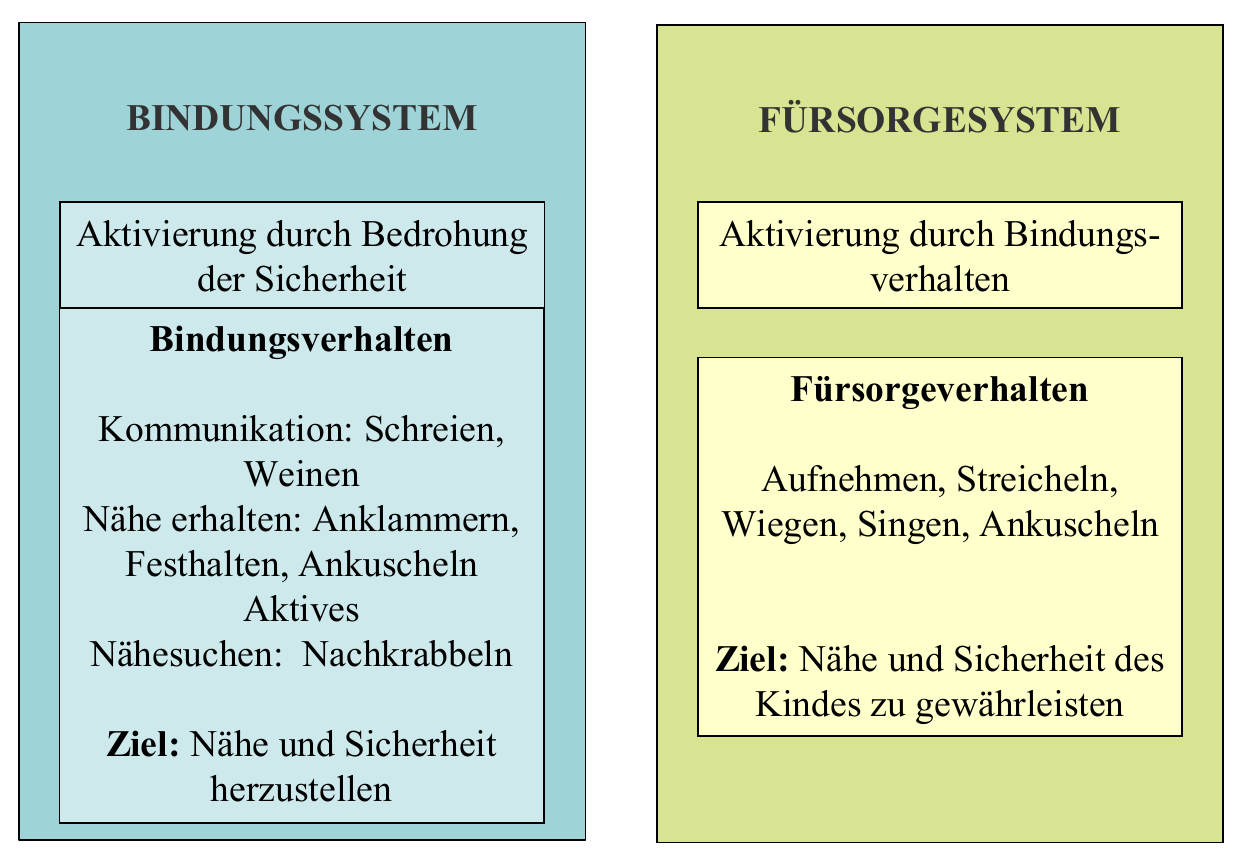 BINDUNGSSYSTEM
Aktivierung durch Bedrohung
der Sicherheit
Bindungsverhalten
Kommunikation: Schreien,
Weinen
Nähe erhalten: Anklammern,
Festhalten, Ankuscheln
Aktives
Nähesuchen:  Nachkrabbeln
Ziel: Nähe und Sicherheit
herzustellen
FÜRSORGESYSTEM
Aktivierung durch Bindungs-
verhalten
Fürsorgeverhalten
Aufnehmen, Streicheln,
Wiegen, Singen, Ankuscheln
Ziel: Nähe und Sicherheit des
Kindes zu gewährleisten